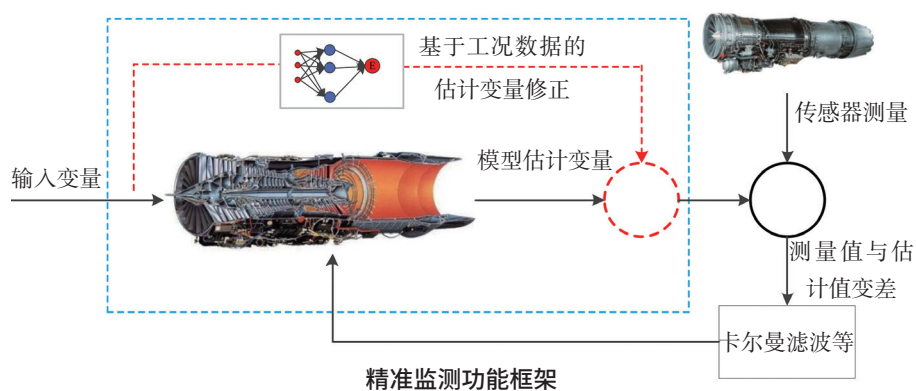 基于工况数据的
估计变量修正
E
传感器测量
输入变量
模型估计变量
测量值与估
计值变差
卡尔曼滤波等
精准监测功能框架